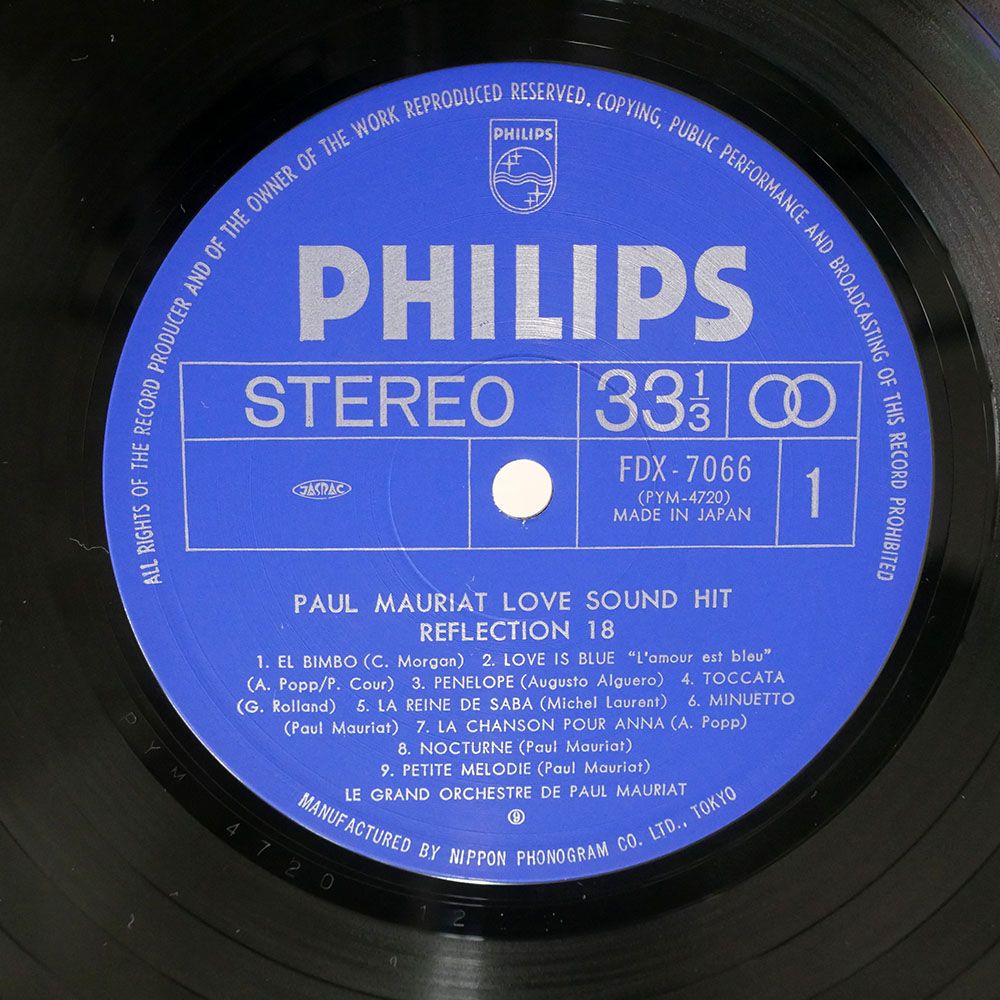 ALL RIGHTS OF THE RECORD PRODUCER AND OF THE OWNER OF THE WORK REPRODUCED RESERVED. COPYING, PUBLIC PERFORMANCE AND BROADCASTING OF THIS RECORD PROHIBITED
PHILIPS
PHILIPS
STEREO 33 1/3
JASRAC
FDX-7066
(PYM-4720)
MADE IN JAPAN
1
PAUL MAURIAT LOVE SOUND HIT
REFLECTION 18
1. EL BIMBO (C. Morgan) 2. LOVE IS BLUE "L'amour est bleu"
(A. Popp/P. Cour) 3. PENELOPE (Augusto Alguero) 4. TOCCATA
(G. Rolland) 5. LA REINE DE SABA (Michel Laurent) 6. MINUETTO
(Paul Mauriat) 7. LA CHANSON POUR ANNA (A. Popp)
8. NOCTURNE (Paul Mauriat)
9. PETITE MELODIE (Paul Mauriat)
LE GRAND ORCHESTRE DE PAUL MAURIAT
⑨
MANUFACTURED BY NIPPON PHONOGRAM CO. LTD., TOKYO
PYM 4720 12